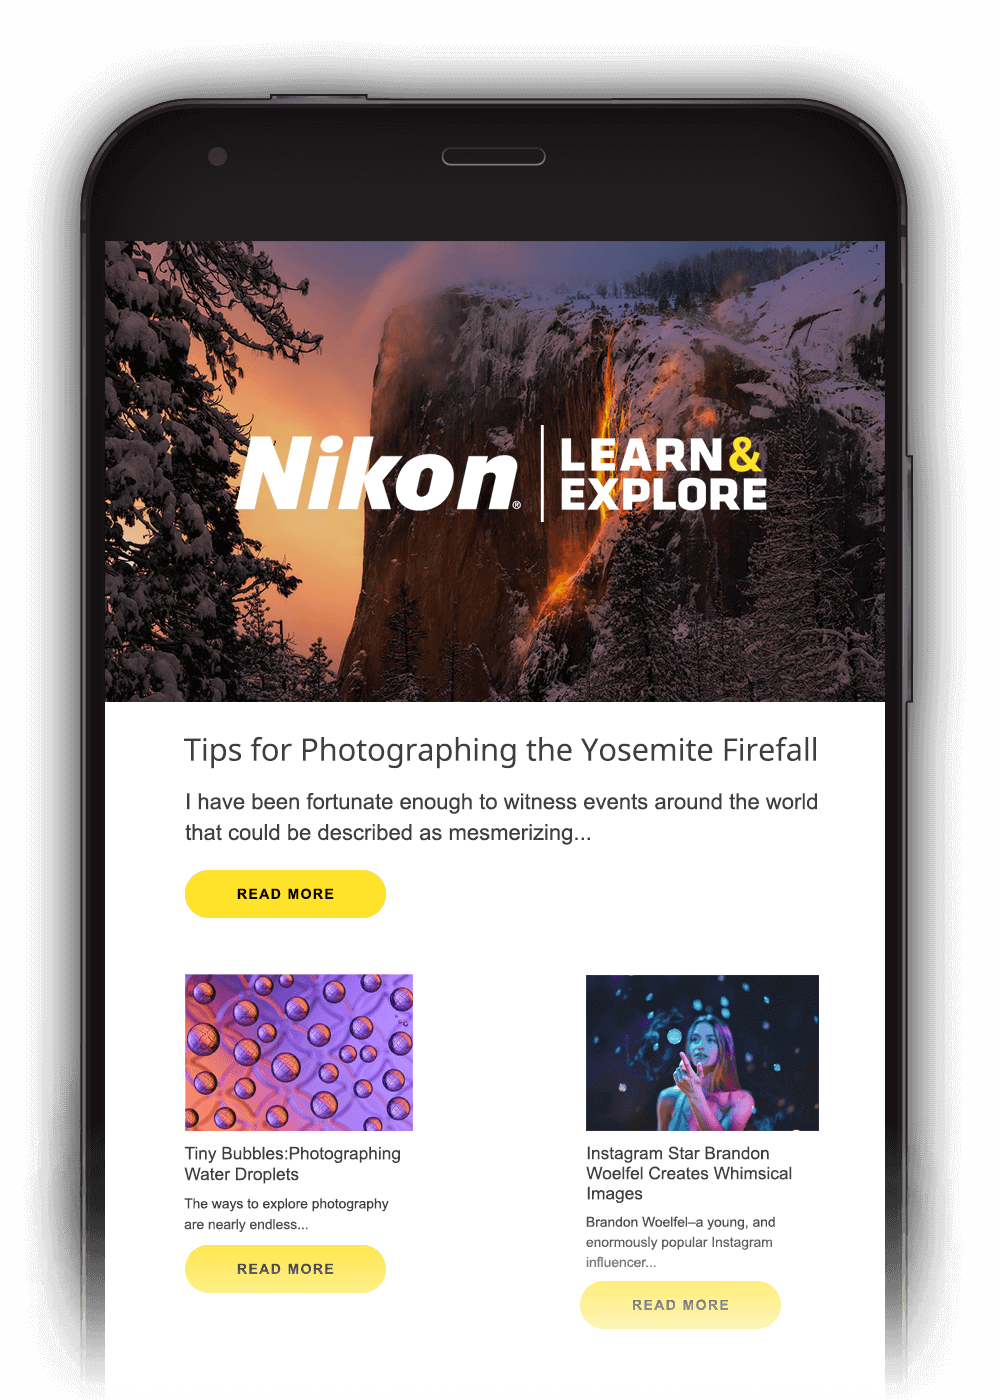 Nikon®
LEARN &
EXPLORE
Tips for Photographing the Yosemite Firefall
I have been fortunate enough to witness events around the world
that could be described as mesmerizing...
READ MORE
Tiny Bubbles:Photographing
Water Droplets
The ways to explore photography
are nearly endless...
READ MORE
Instagram Star Brandon
Woelfel Creates Whimsical
Images
Brandon Woelfel–a young, and
enormously popular Instagram
influencer...
READ MORE